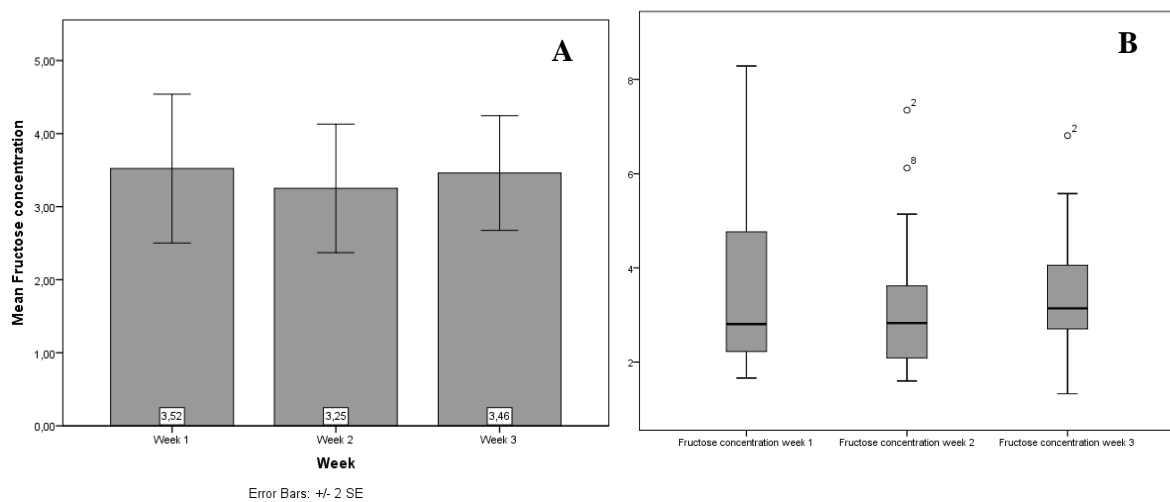 A
Mean Fructose concentration
5,00
4,00
3,00
2,00
1,00
0,00
3,52
3,25
3,46
Week 1
Week 2
Week 3
Week
Error Bars: +/- 2 SE
B
8
6
4
2
2
8
2
Fructose concentration week 1
Fructose concentration week 2
Fructose concentration week 3